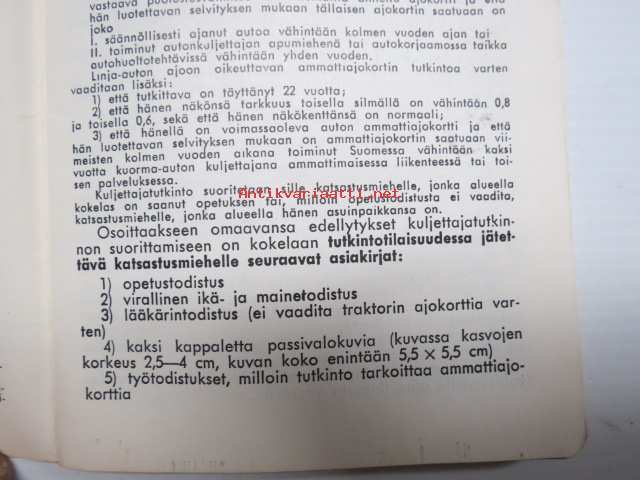 hän luotettavan selvityksen mukaan tällaisen ajokortin saatuaan on
joko
I. säännöllisesti ajanut autoa vähintään kolmen vuoden ajan tai
II. toiminut autonkuljettajan apumiehenä tai autokorjaamossa taikka
autohuoltotehtävissä vähintään yhden vuoden.
Linja-auton ajoon oikeuttavan ammattiajokortin tutkintoa varten
vaaditaan lisäksi:
1) että tutkittava on täyttänyt 22 vuotta;
2) että hänen näkönsä tarkkuus toisella silmällä on vähintään 0,8
ja toisella 0,6, sekä että hänen näkökenttänsä on normaali;
3) että hänellä on voimassaoleva auton ammattiajokortti ja että
hän luotettavan selvityksen mukaan on ammattiajokortin saatuaan vii-
meisten kolmen vuoden aikana toiminut Suomessa vähintään kaksi
vuotta kuorma-auton kuljettajana ammattimaisessa liikenteessä tai toi-
sen palveluksessa.
Kuljettajatutkinto suoritetaan sille katsastusmiehelle, jonka alueella
kokelas on saanut opetuksen tai, milloin opetustodistusta ei vaadita,
katsastusmiehelle, jonka alueella hänen asuinpaikkansa on.
Antikvariaatti.net
Osoittaakseen omaavansa edellytykset kuljettajatutkin-
non suorittamiseen on kokelaan tutkintotilaisuudessa jätet-
tävä katsastusmiehelle seuraavat asiakirjat:
1) opetustodistus
2) virallinen ikä- ja mainetodistus
3) lääkärintodistus (ei vaadita traktorin ajokorttia var-
ten)
4) kaksi kappaletta passivalokuvia (kuvassa kasvojen
korkeus 2,5—4 cm, kuvan koko enintään 5,5 × 5,5 cm)
5) työtodistukset, milloin tutkinto tarkoittaa ammattiajo-
korttia